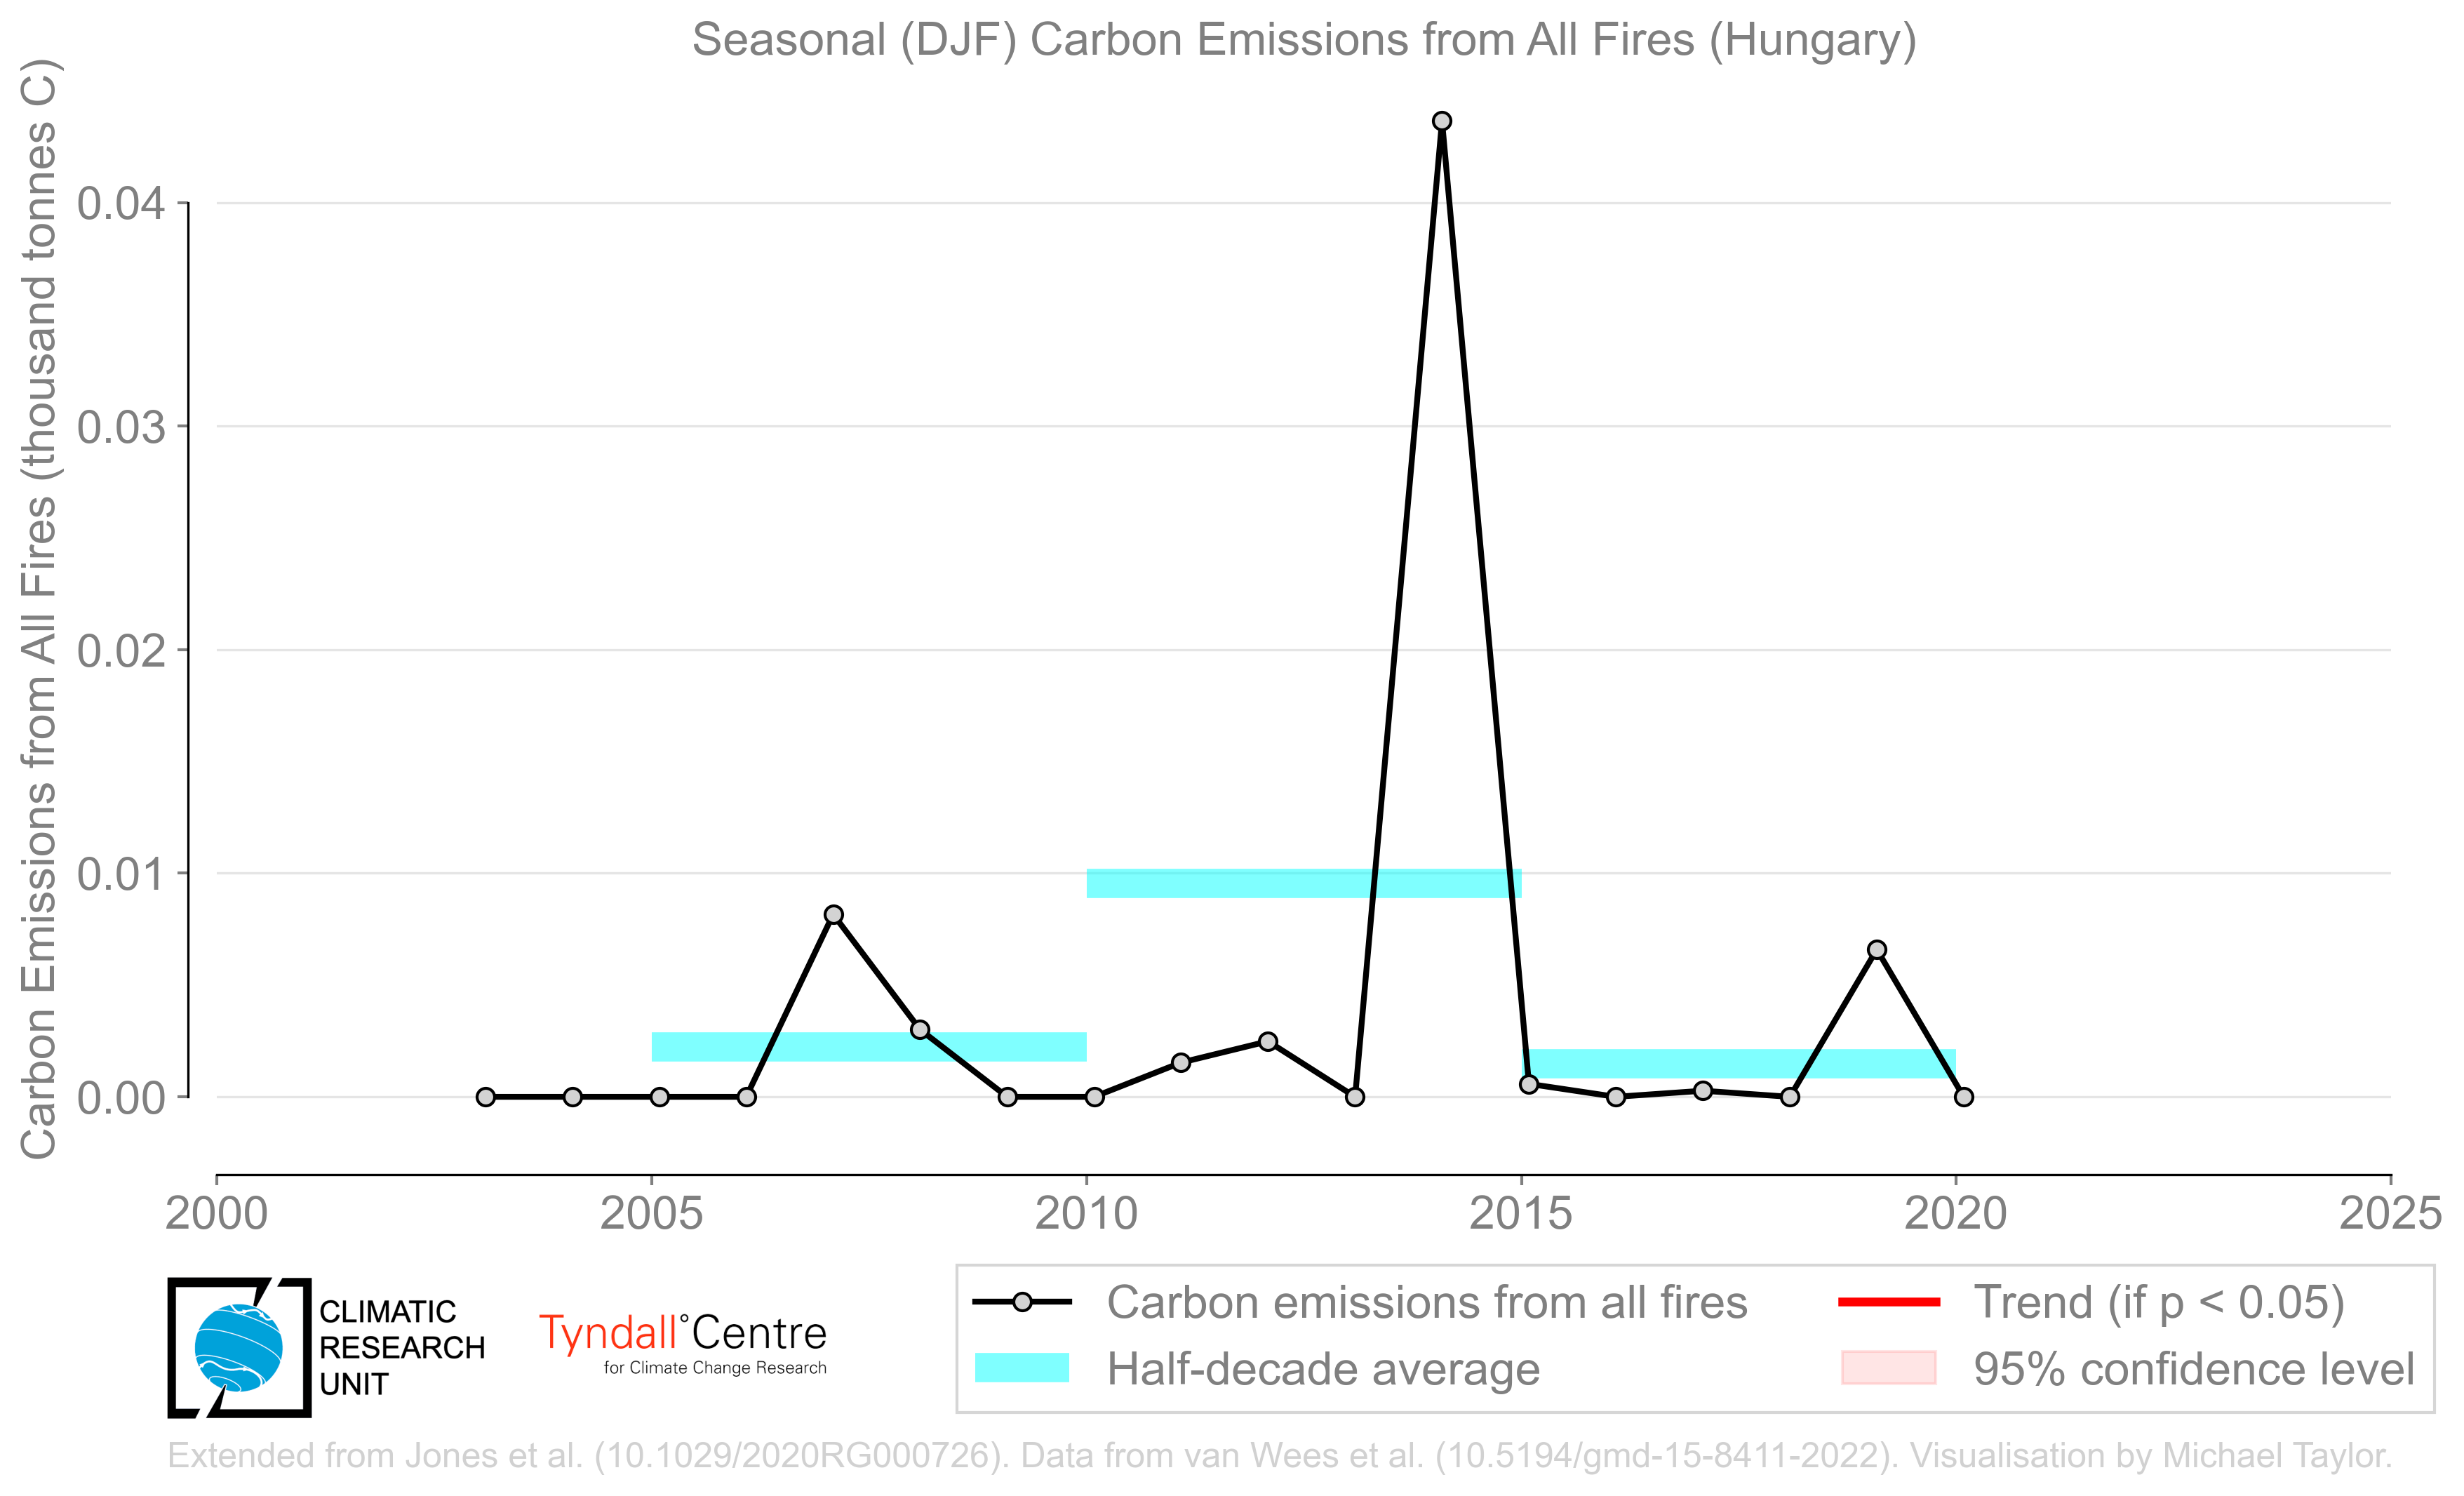 Seasonal (DJF) Carbon Emissions from All Fires (Hungary)
Carbon Emissions from All Fires (thousand tonnes C)
0.04
0.03
0.02
0.01
0.00
2000 2005 2010 2015 2020 2025
CLIMATIC
RESEARCH
UNIT
Tyndall°Centre
for Climate Change Research
Carbon emissions from all fires
Half-decade average
Trend (if p < 0.05)
95% confidence level
Extended from Jones et al. (10.1029/2020RG000726). Data from van Wees et al. (10.5194/gmd-15-8411-2022). Visualisation by Michael Taylor.